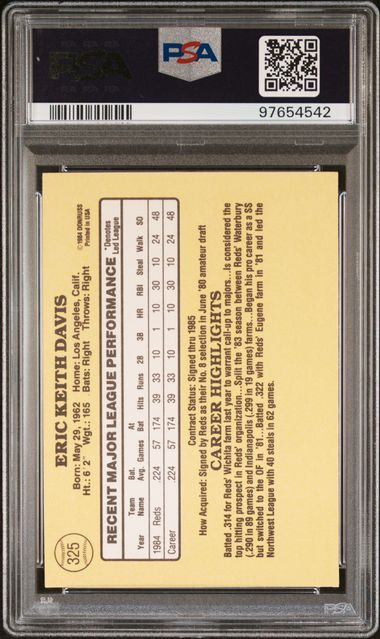 PSA
PSA
97654542
325
©1984 DONRUSS
Printed in USA
ERIC KEITH DAVIS
Born: May 29, 1962 Home: Los Angeles, Calif.
Ht.: 6' 2" Wgt.: 165 Bats: Right Throws: Right
RECENT MAJOR LEAGUE PERFORMANCE *Denotes Led League
Year Team Name Bat. Avg. Games At Bat Hits Runs 2B 3B HR RBI Steal Walk SO
1984 Reds .224 57 174 39 33 10 1 10 30 10 24 48
Career .224 57 174 39 33 10 1 10 30 10 24 48
Contract Status: Signed thru 1985
How Acquired: Signed by Reds as their No. 8 selection in June '80 amateur draft
CAREER HIGHLIGHTS
Batted .314 for Reds' Wichita farm last year to warrant call-up to majors...Is considered the
top hitting prospect in Reds' organization...Split the '83 season between Reds' Waterbury
(.290 in 89 games) and Indianapolis (.299 in 19 games) farms...Began his pro career as a SS
but switched to the OF in '81...Batted .322 with Reds' Eugene farm in '81 and led the
Northwest League with 40 steals in 62 games.